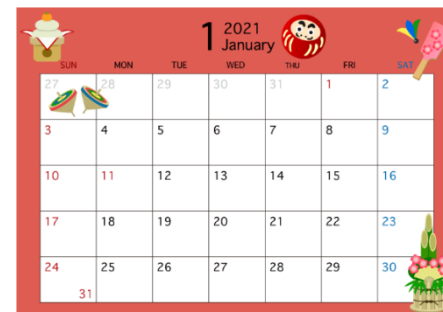 1 2021
January
SUN MON TUE WED THU FRI SAT
27 28 29 30 31 1 2
3 4 5 6 7 8 9
10 11 12 13 14 15 16
17 18 19 20 21 22 23
24 25 26 27 28 29 30
31